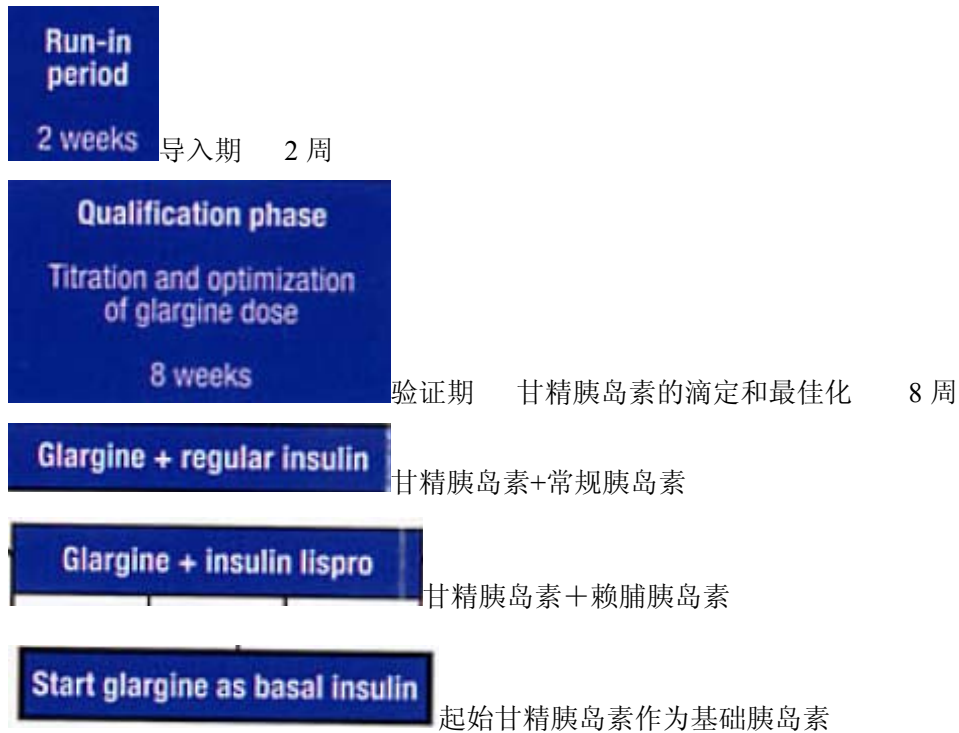 Run-in
period
2 weeks
导入期 2 周
Qualification phase
Titration and optimization
of glargine dose
8 weeks
验证期 甘精胰岛素的滴定和最佳化 8 周
Glargine + regular insulin
甘精胰岛素+常规胰岛素
Glargine + insulin lispro
甘精胰岛素＋赖脯胰岛素
Start glargine as basal insulin
起始甘精胰岛素作为基础胰岛素